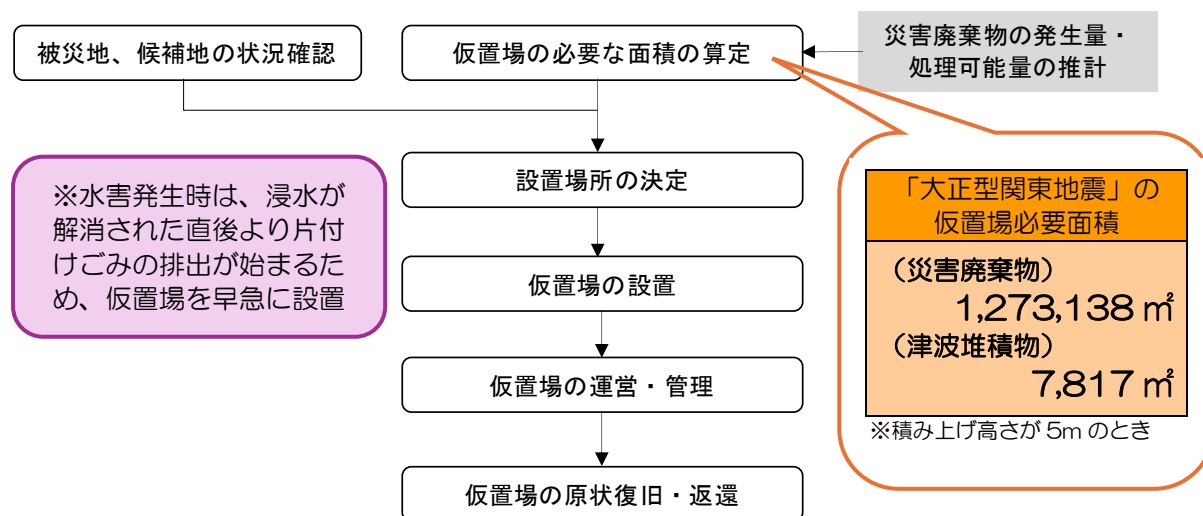 被災地、候補地の状況確認
仮置場の必要な面積の算定
災害廃棄物の発生量・
処理可能量の推計
※水害発生時は、浸水が
解消された直後より片付
けごみの排出が始まるた
め、仮置場を早急に設置
設置場所の決定
仮置場の設置
仮置場の運営・管理
仮置場の原状復旧・返還
「大正型関東地震」の
仮置場必要面積
(災害廃棄物)
1,273,138㎡
(津波堆積物)
7,817㎡
※積み上げ高さが5mのとき